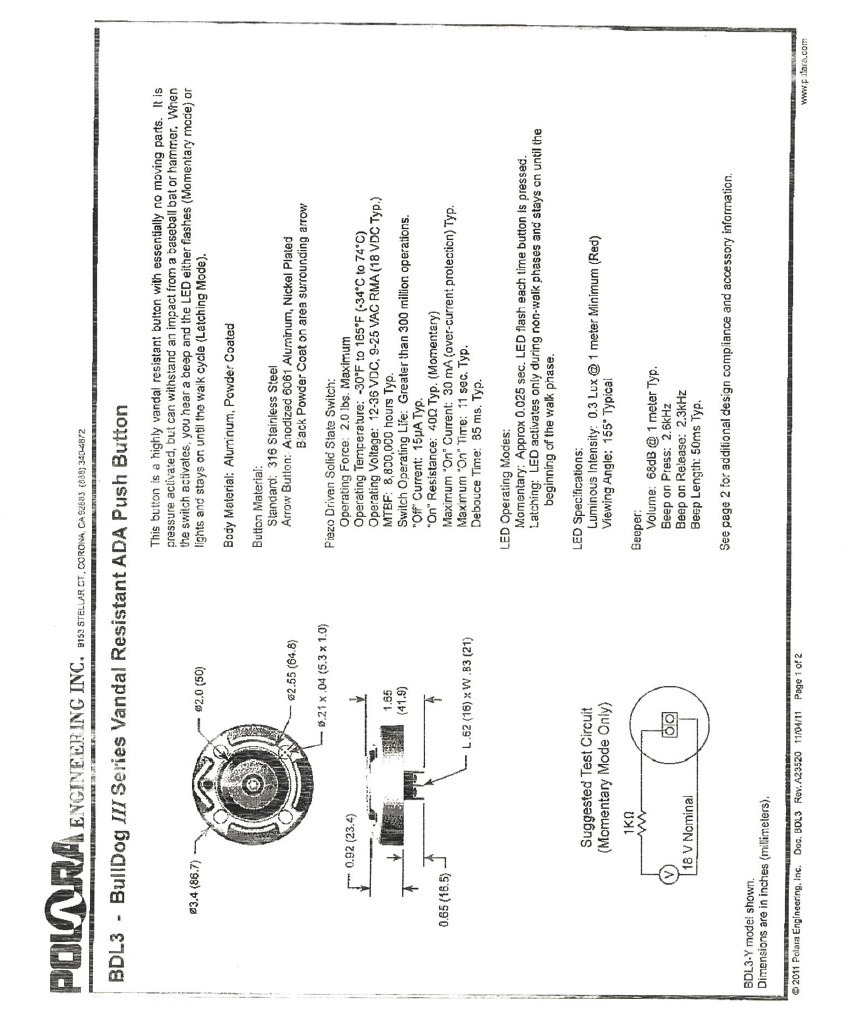 POLARA ENGINEERING INC. 9153 STELLAR CT., CORONA, CA 92883 (888) 340-4872
BDL3 - BullDog III Series Vandal Resistant ADA Push Button
This button is a highly vandal resistant button with essentially no moving parts. It is
pressure activated, but can withstand an impact from a baseball bat or hammer. When
the switch activates, you hear a beep and the LED either flashes (Momentary mode) or
lights and stays on until the walk cycle (Latching Mode).
Body Material: Aluminum, Powder Coated
Button Material:
Standard: 316 Stainless Steel
Arrow Button: Anodized 6061 Aluminum, Nickel Plated
Black Powder Coat on area surrounding arrow
Piezo Driven Solid State Switch:
Operating Force: 2.0 lbs. Maximum
Operating Temperature: -30°F to 165°F (-34°C to 74°C)
Operating Voltage: 12-36 VDC, 9-25 VAC RMA (18 VDC Typ.)
MTBF: 8,800,000 hours Typ.
Switch Operating Life: Greater than 300 million operations.
"Off" Current: 15µA Typ.
"On" Resistance: 40Ω Typ. (Momentary)
Maximum "On" Current: 30 mA (over-current protection) Typ.
Maximum "On" Time: 11 sec. Typ.
Debouce Time: 85 ms. Typ.
LED Operating Modes:
Momentary: Approx 0.025 sec. LED flash each time button is pressed.
Latching: LED activates only during non-walk phases and stays on until the
beginning of the walk phase.
LED Specifications:
Luminous Intensity: 0.3 Lux @ 1 meter Minimum (Red)
Viewing Angle: 155° Typical
Beeper:
Volume: 68dB @ 1 meter Typ.
Beep on Press: 2.6kHz
Beep on Release: 2.3kHz
Beep Length: 50ms Typ.
See page 2 for additional design compliance and accessory information.
ø3.4 (86.7)
ø2.0 (50)
ø2.55 (64.8)
ø.21 x .04 (5.3 x 1.0)
0.92 (23.4)
1.65
(41.9)
0.65 (16.5)
L .62 (16) x W .83 (21)
Suggested Test Circuit
(Momentary Mode Only)
1KΩ
V
18 V Nominal
BDL3-Y model shown.
Dimensions are in inches (millimeters).
© 2011 Polara Engineering, Inc. Doc. BDL3 Rev. A23520 11/04/11 Page 1 of 2
www.polara.com